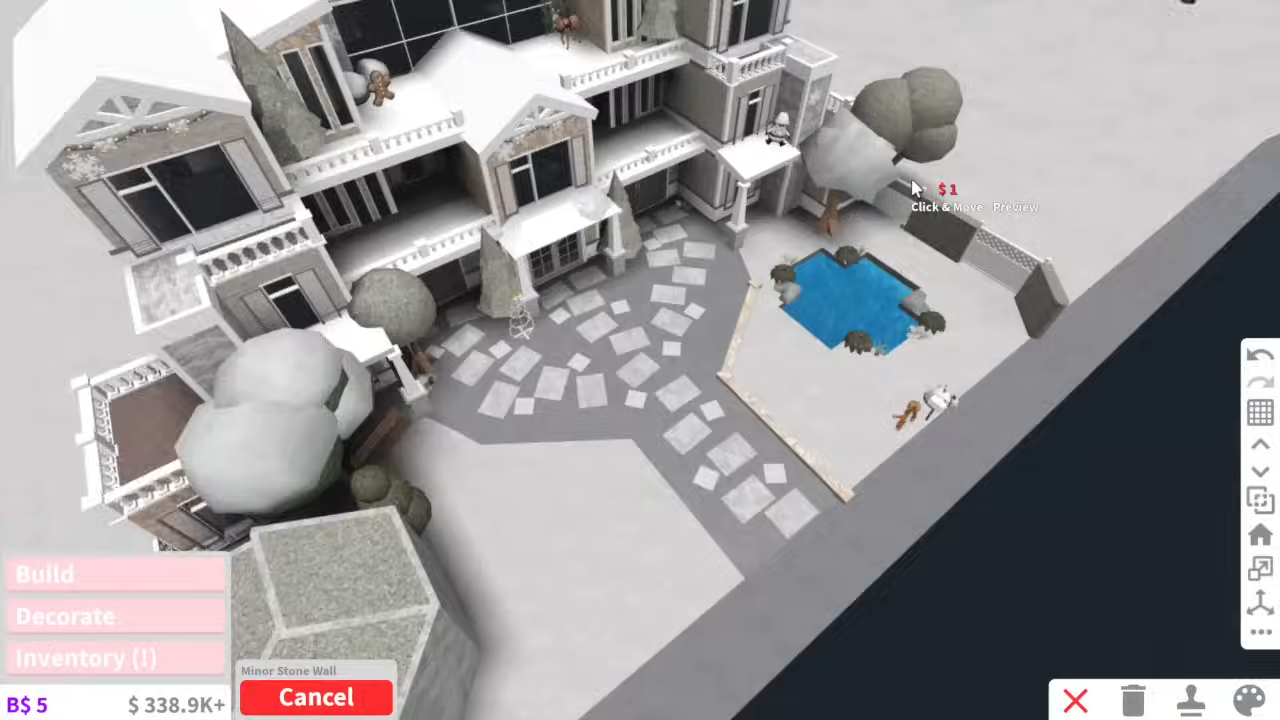 $ 1
Click & Move Preview
Build
Decorate
Inventory (!)
Minor Stone Wall
Cancel
B$ 5
$ 338.9K+